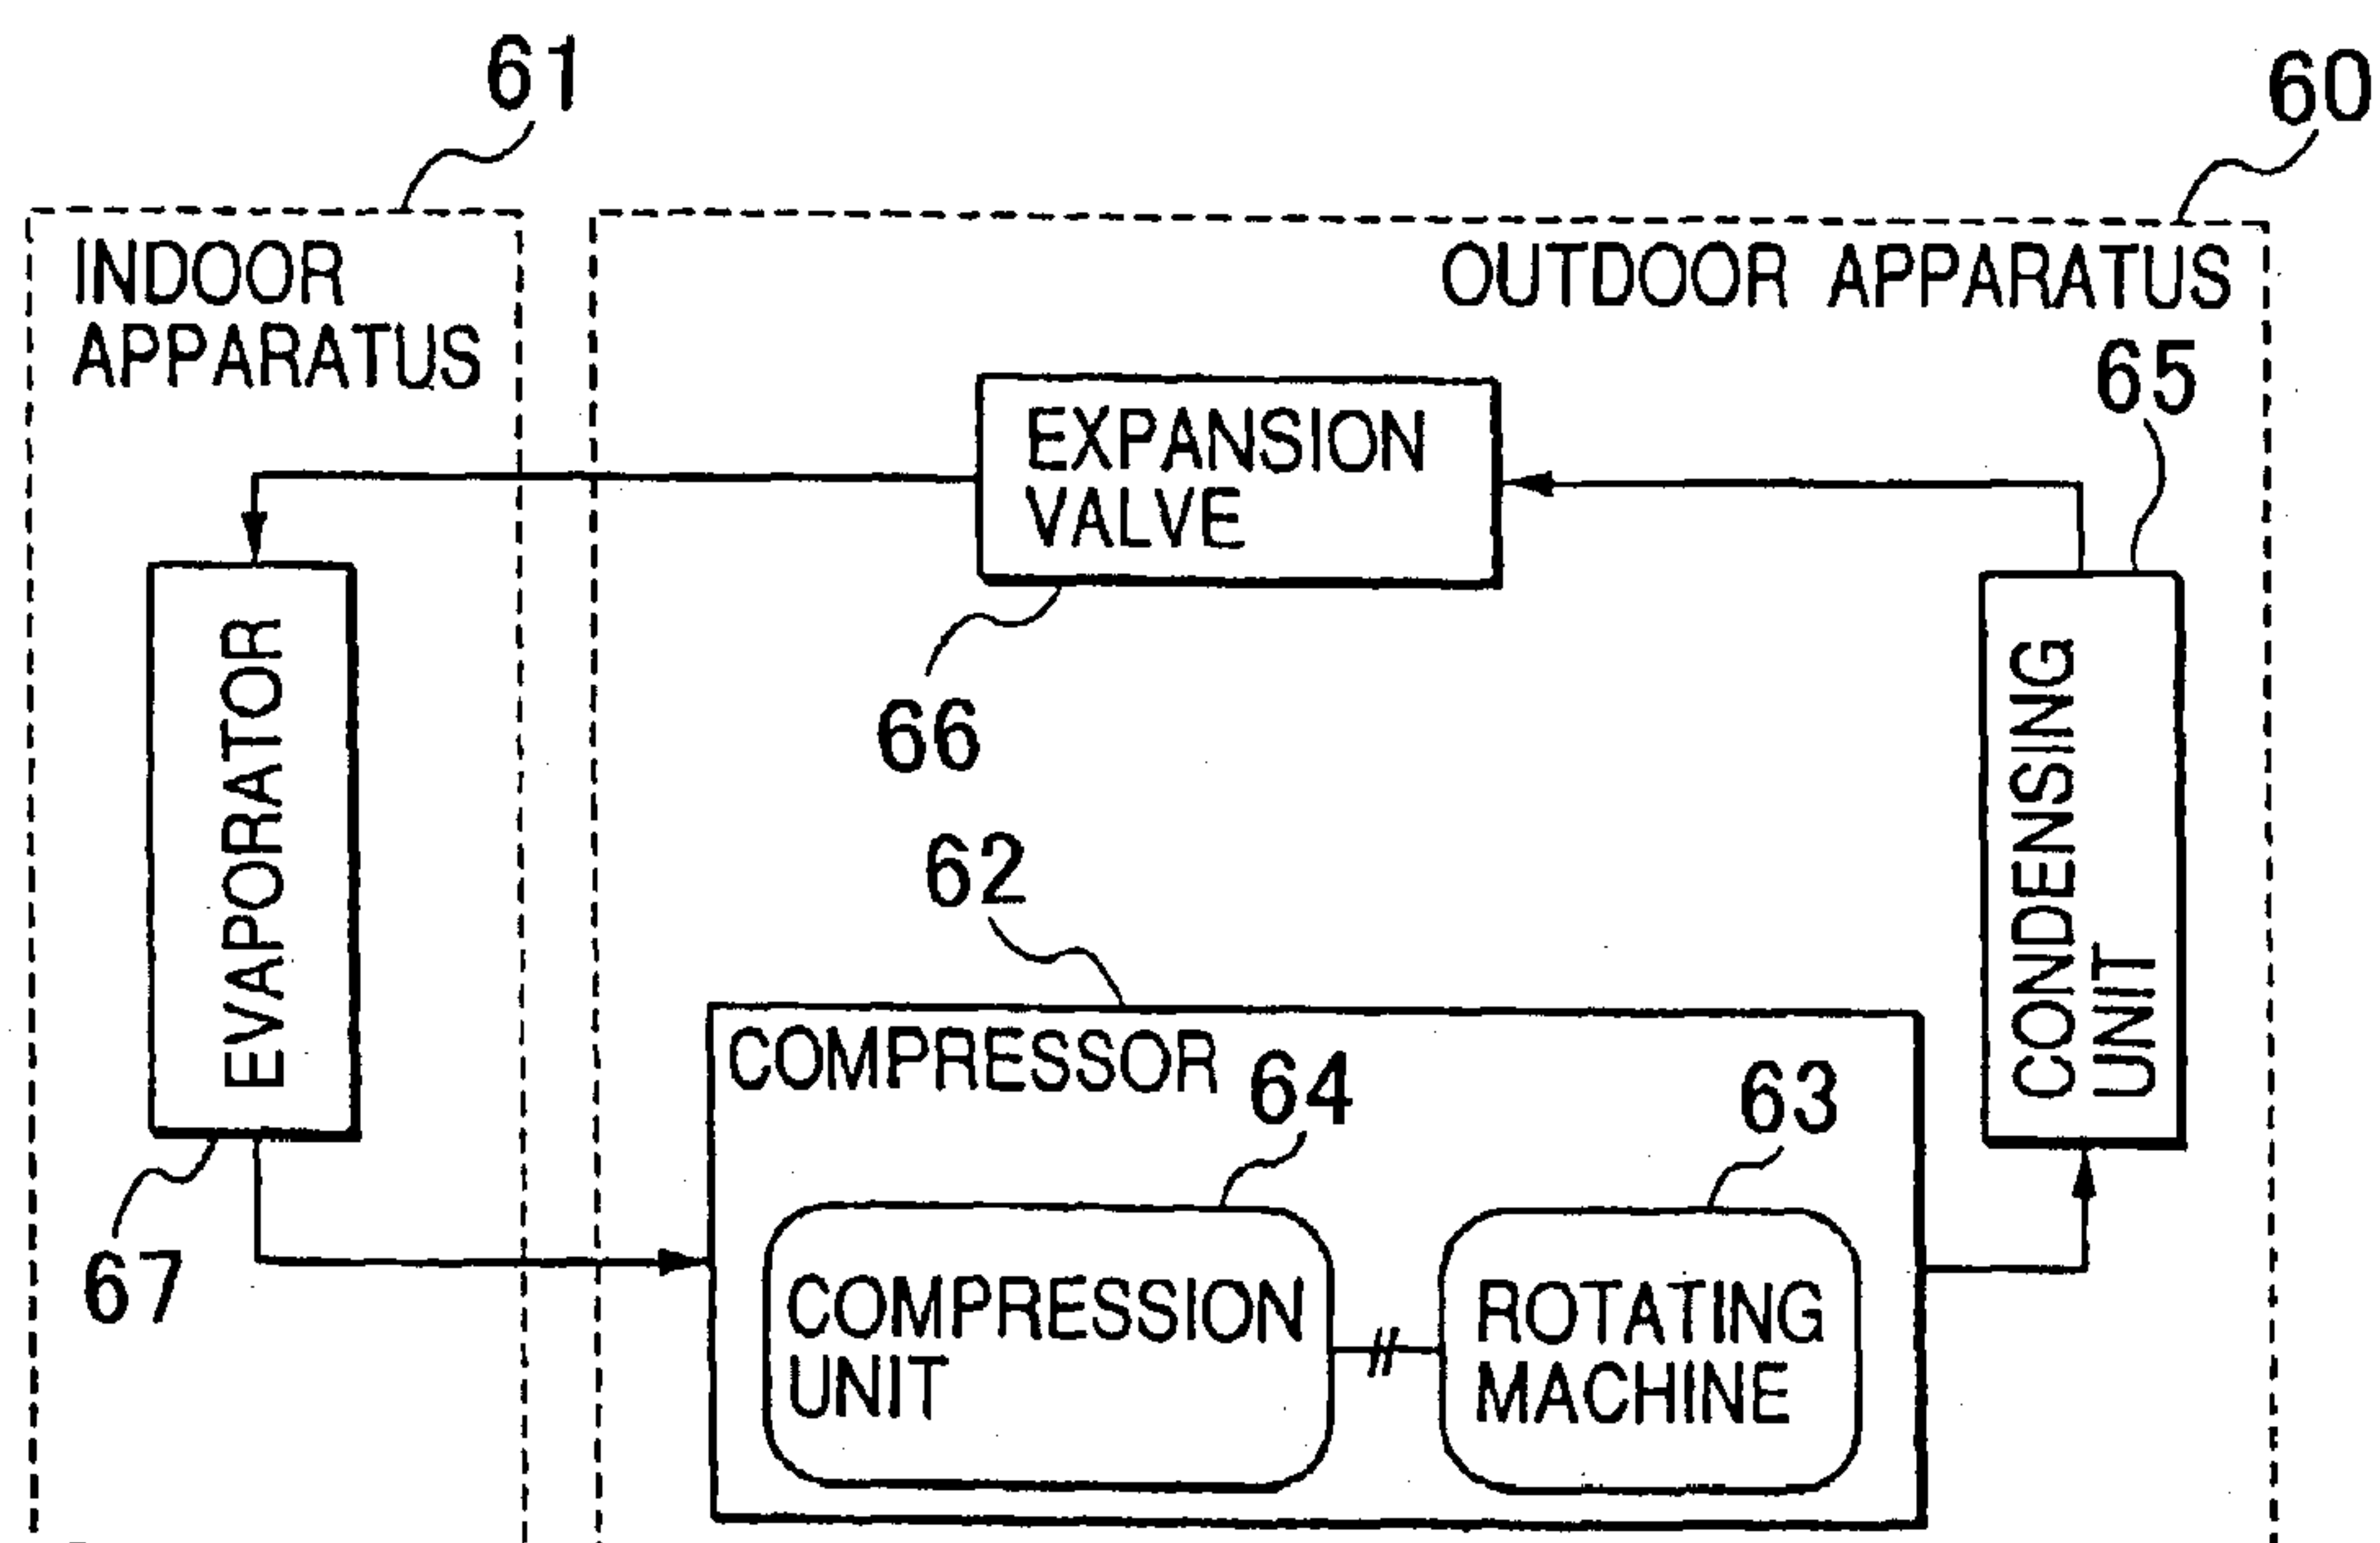 61
60
INDOOR
APPARATUS
OUTDOOR APPARATUS
65
EXPANSION
VALVE
66
EVAPORATOR
CONDENSING
UNIT
62
COMPRESSOR
64
63
67
COMPRESSION
UNIT
ROTATING
MACHINE